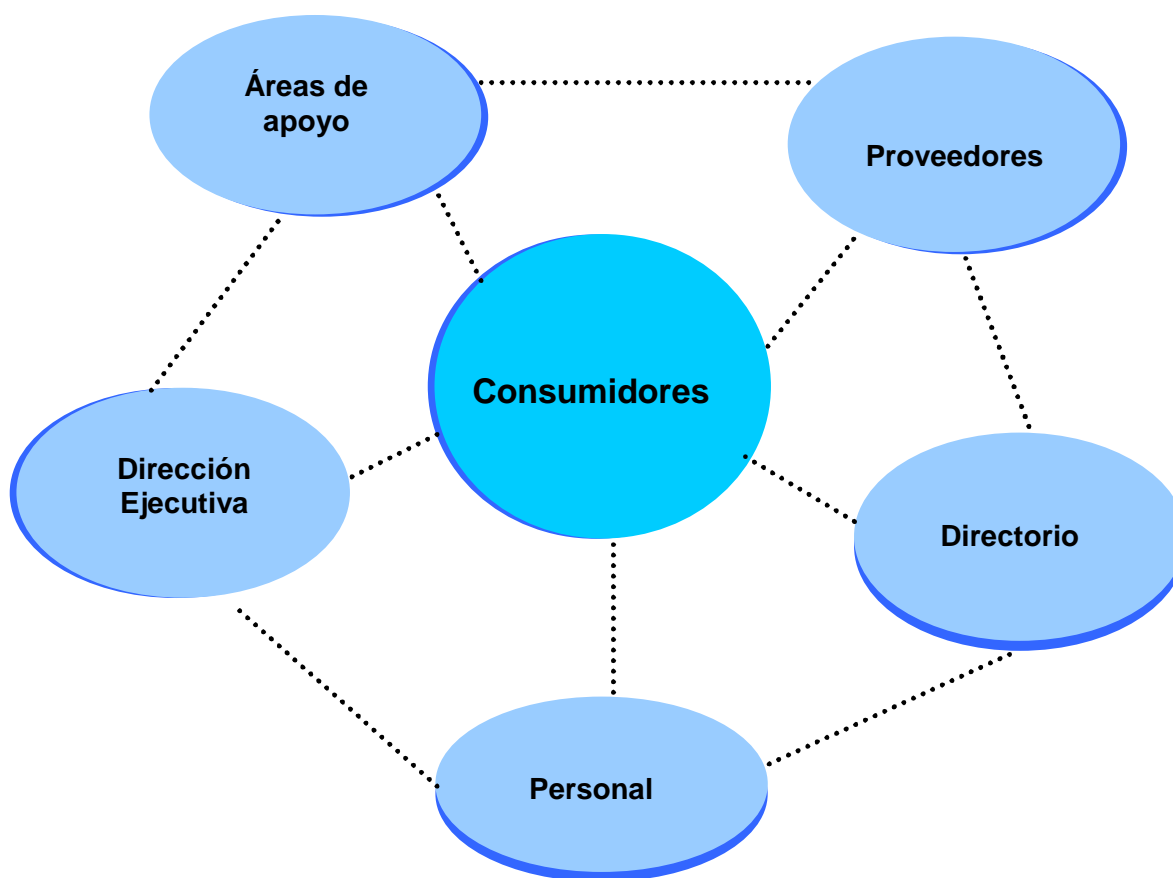 Áreas de
apoyo
Proveedores
Consumidores
Dirección
Ejecutiva
Directorio
Personal